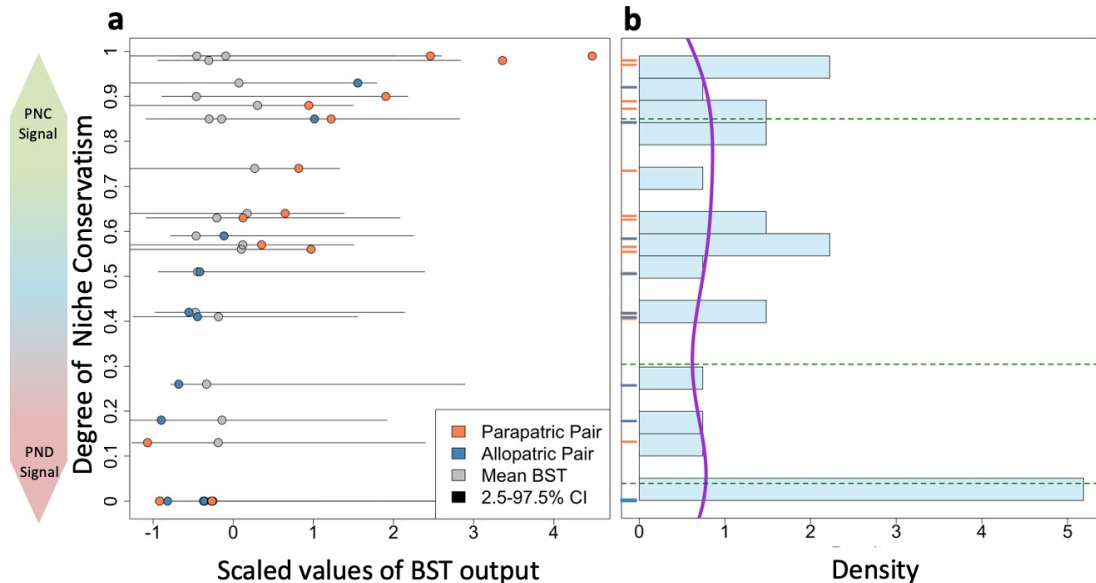 a
b
PNC
Signal
PND
Signal
Degree of Niche Conservatism
1
0.9
0.8
0.7
0.6
0.5
0.4
0.3
0.2
0.1
0
Parapatric Pair
Allopatric Pair
Mean BST
2.5-97.5% CI
-1 0 1 2 3 4
0 1 2 3 4 5
Scaled values of BST output
Density